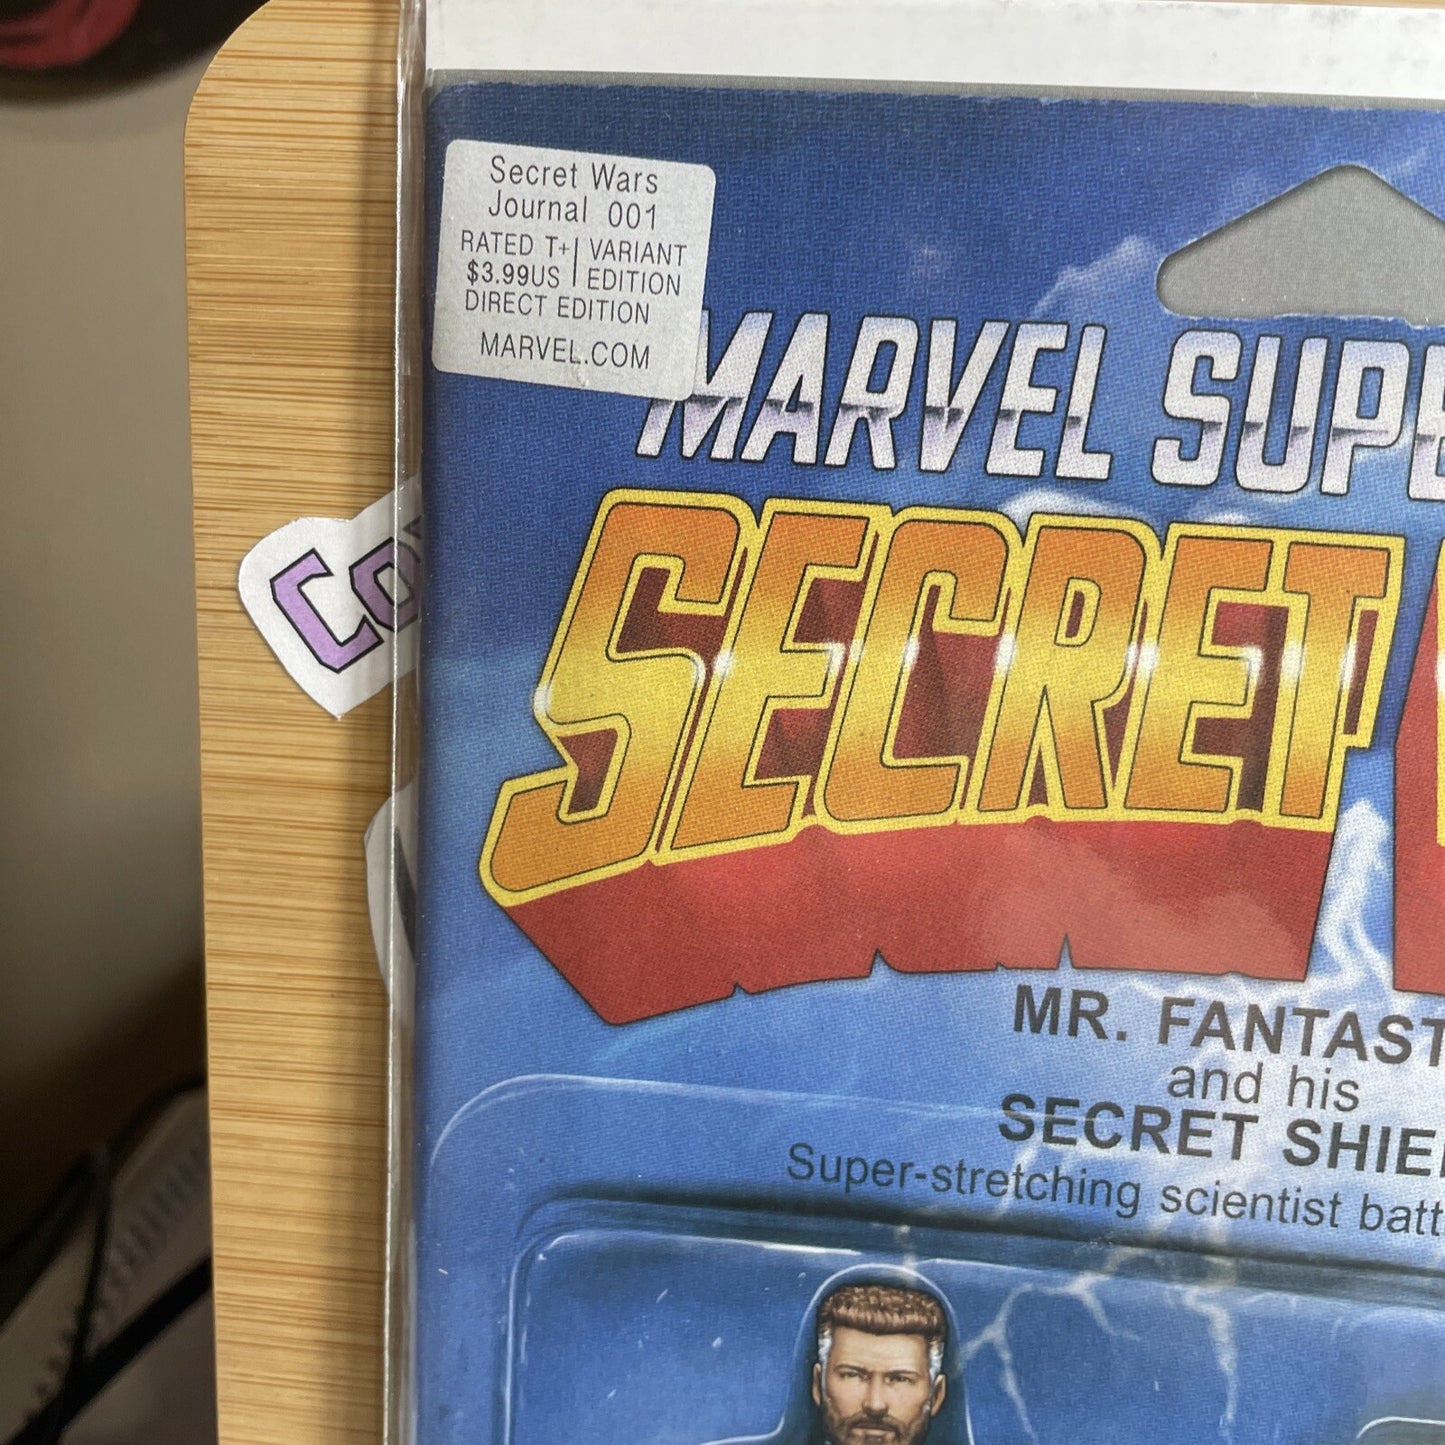 Secret Wars
Journal 001
RATED T+ VARIANT
$3.99US EDITION
DIRECT EDITION
MARVEL.COM
MARVEL SUPE
SECRET
MR. FANTAST
and his
SECRET SHIE
Super-stretching scientist batt
Co